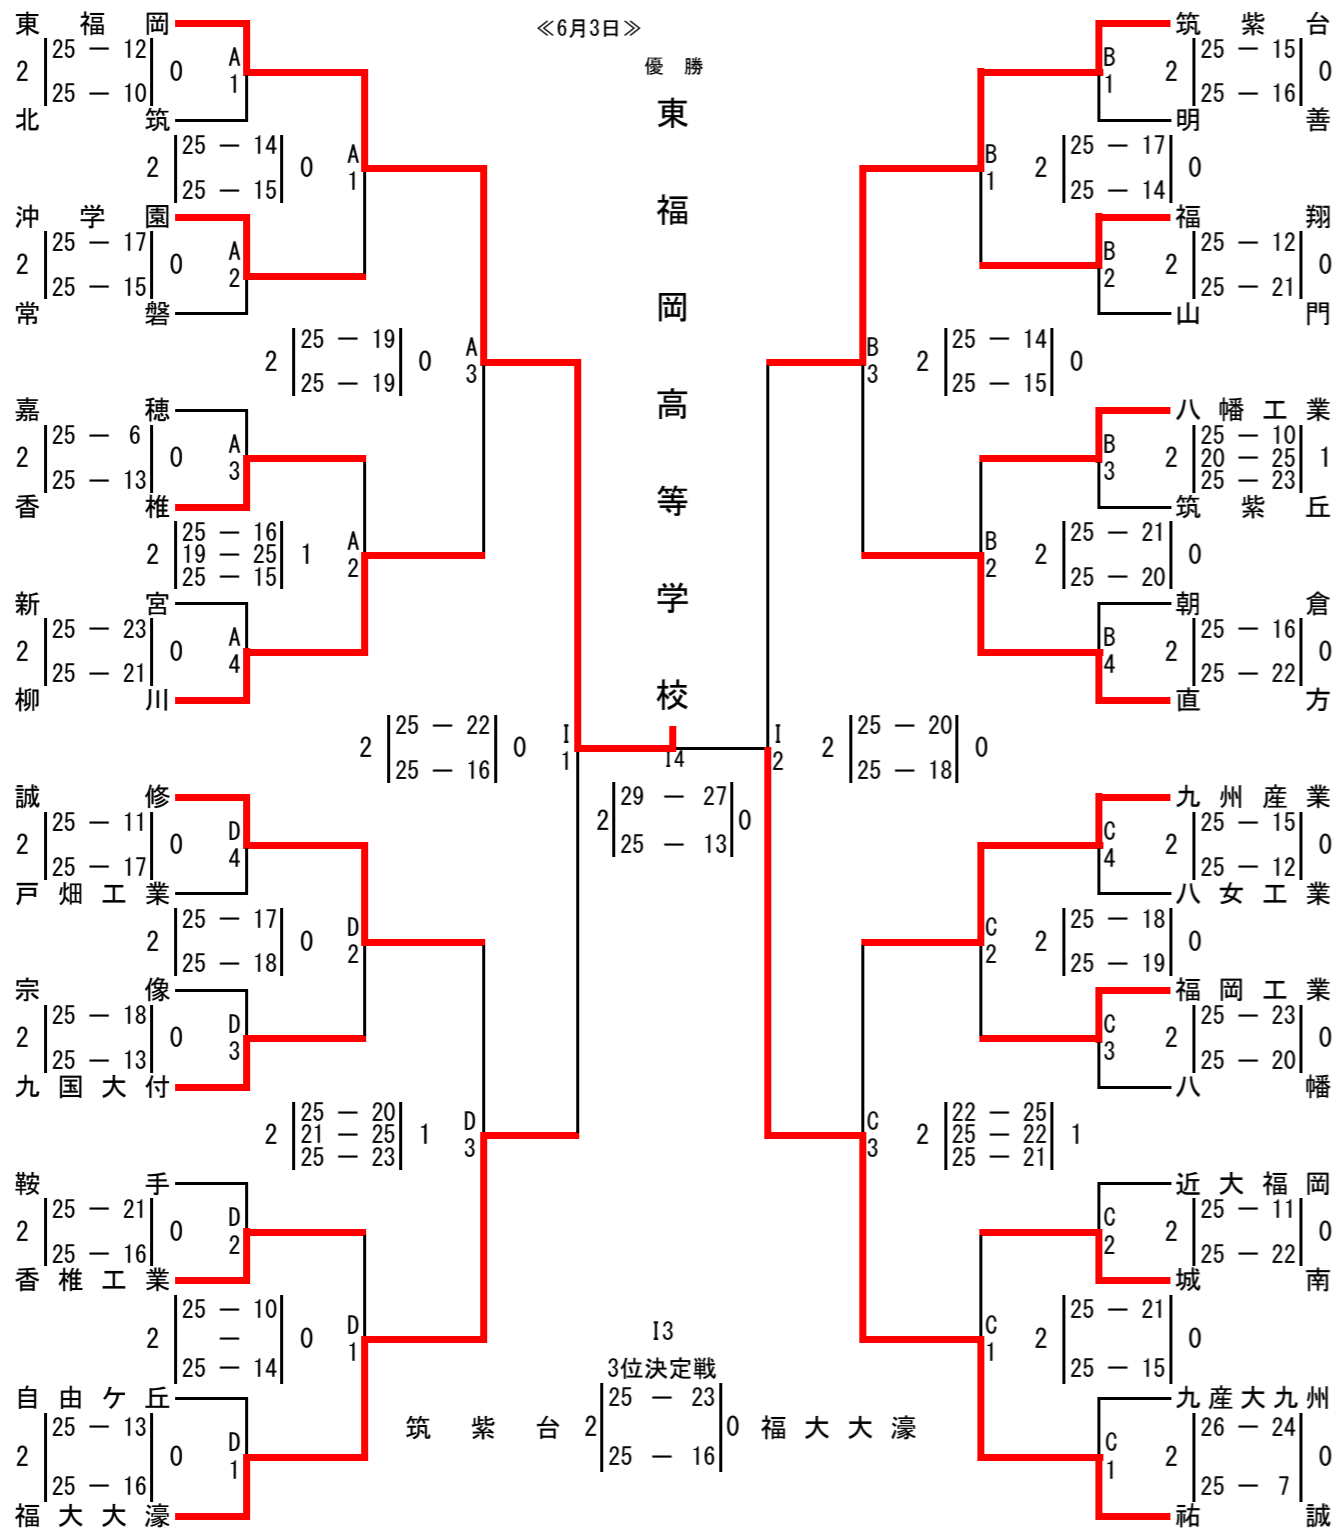 ≪6月3日≫
優 勝
東福岡高等学校
東福岡
2 25 － 12 0 A1
25 － 10
北筑
2 25 － 14 0 A1
25 － 15
沖学園
2 25 － 17 0 A2
25 － 15
常磐
2 25 － 19 0 A3
25 － 19
嘉穂
2 25 － 6 0 A3
25 － 13
香椎
2 25 － 16 1 A2
19 － 25
25 － 15
新宮
2 25 － 23 0 A4
25 － 21
柳川
2 25 － 22 0 I1
25 － 16
誠修
2 25 － 11 0 D4
25 － 17
戸畑工業
2 25 － 17 0 D2
25 － 18
宗像
2 25 － 18 0 D3
25 － 13
九国大付
2 25 － 20 1 D3
21 － 25
25 － 23
鞍手
2 25 － 21 0 D2
25 － 16
香椎工業
2 25 － 10 0 D1
－
25 － 14
自由ケ丘
2 25 － 13 0 D1
25 － 16
福大大濠
I4
2 29 － 27 0
25 － 13
I3
3位決定戦
筑紫台 2 25 － 23 0 福大大濠
25 － 16
筑紫台
B1 2 25 － 15 0
25 － 16
明善
B1 2 25 － 17 0
25 － 14
福翔
B2 2 25 － 12 0
25 － 21
山門
B3 2 25 － 14 0
25 － 15
八幡工業
B3 2 25 － 10 1
20 － 25
25 － 23
筑紫丘
B2 2 25 － 21 0
25 － 20
朝倉
B4 2 25 － 16 0
25 － 22
直方
I2 2 25 － 20 0
25 － 18
九州産業
C4 2 25 － 15 0
25 － 12
八女工業
C2 2 25 － 18 0
25 － 19
福岡工業
C3 2 25 － 23 0
25 － 20
八幡
C3 2 22 － 25 1
25 － 22
25 － 21
近大福岡
C2 2 25 － 11 0
25 － 22
城南
C1 2 25 － 21 0
25 － 15
九産大九州
C1 2 26 － 24 0
25 － 7
祐誠